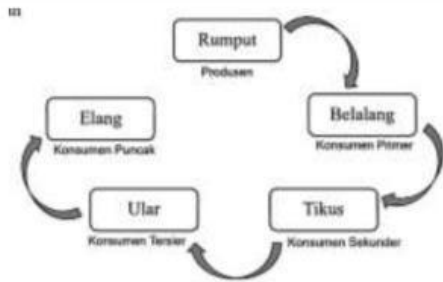 Rumput
Produsen
Belalang
Konsumen Primer
Tikus
Konsumen Sekunder
Ular
Konsumen Tersier
Elang
Konsumen Puncak